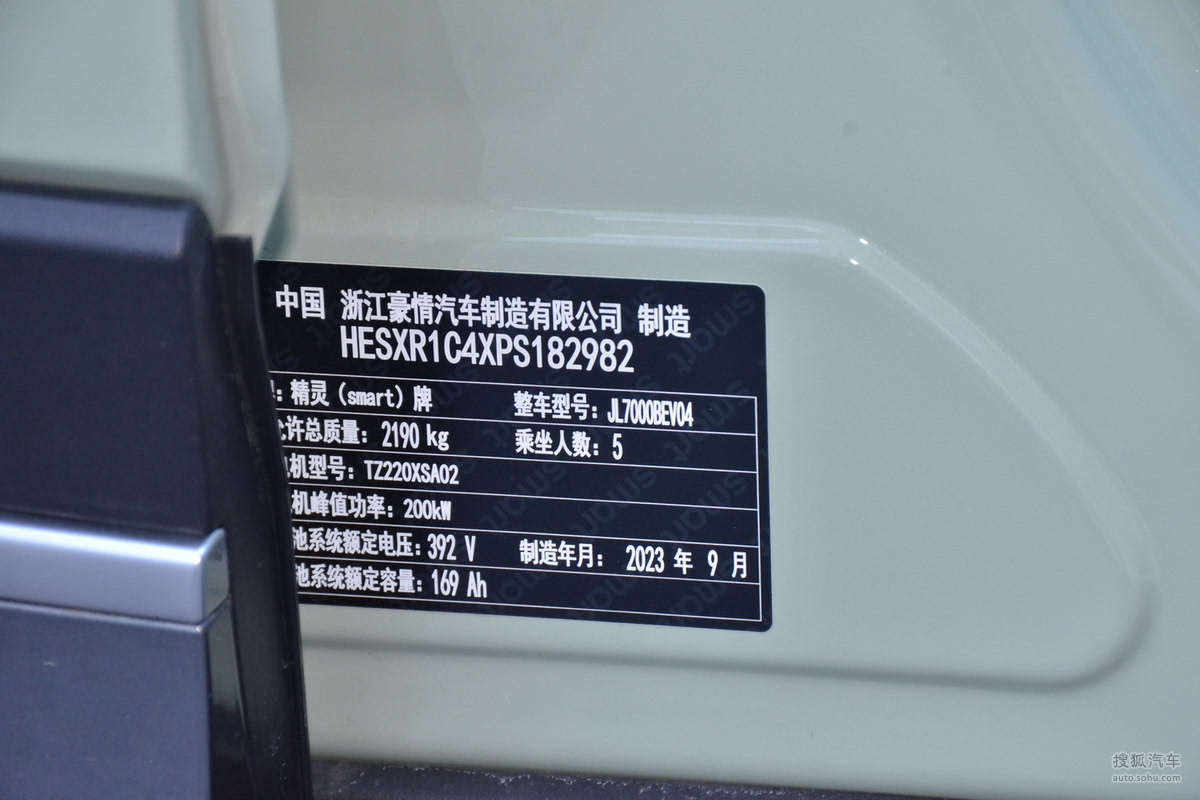 中国 浙江豪情汽车制造有限公司 制造
HESXR1C4XPS182982
：精灵（smart）牌 整车型号：JL7000BEV04
许总质量：2190 kg 乘坐人数：5
机型号：TZ220XSA02
机峰值功率：200kW
池系统额定电压：392 V 制造年月：2023 年 9 月
池系统额定容量：169 Ah
搜狐汽车
auto.sohu.com